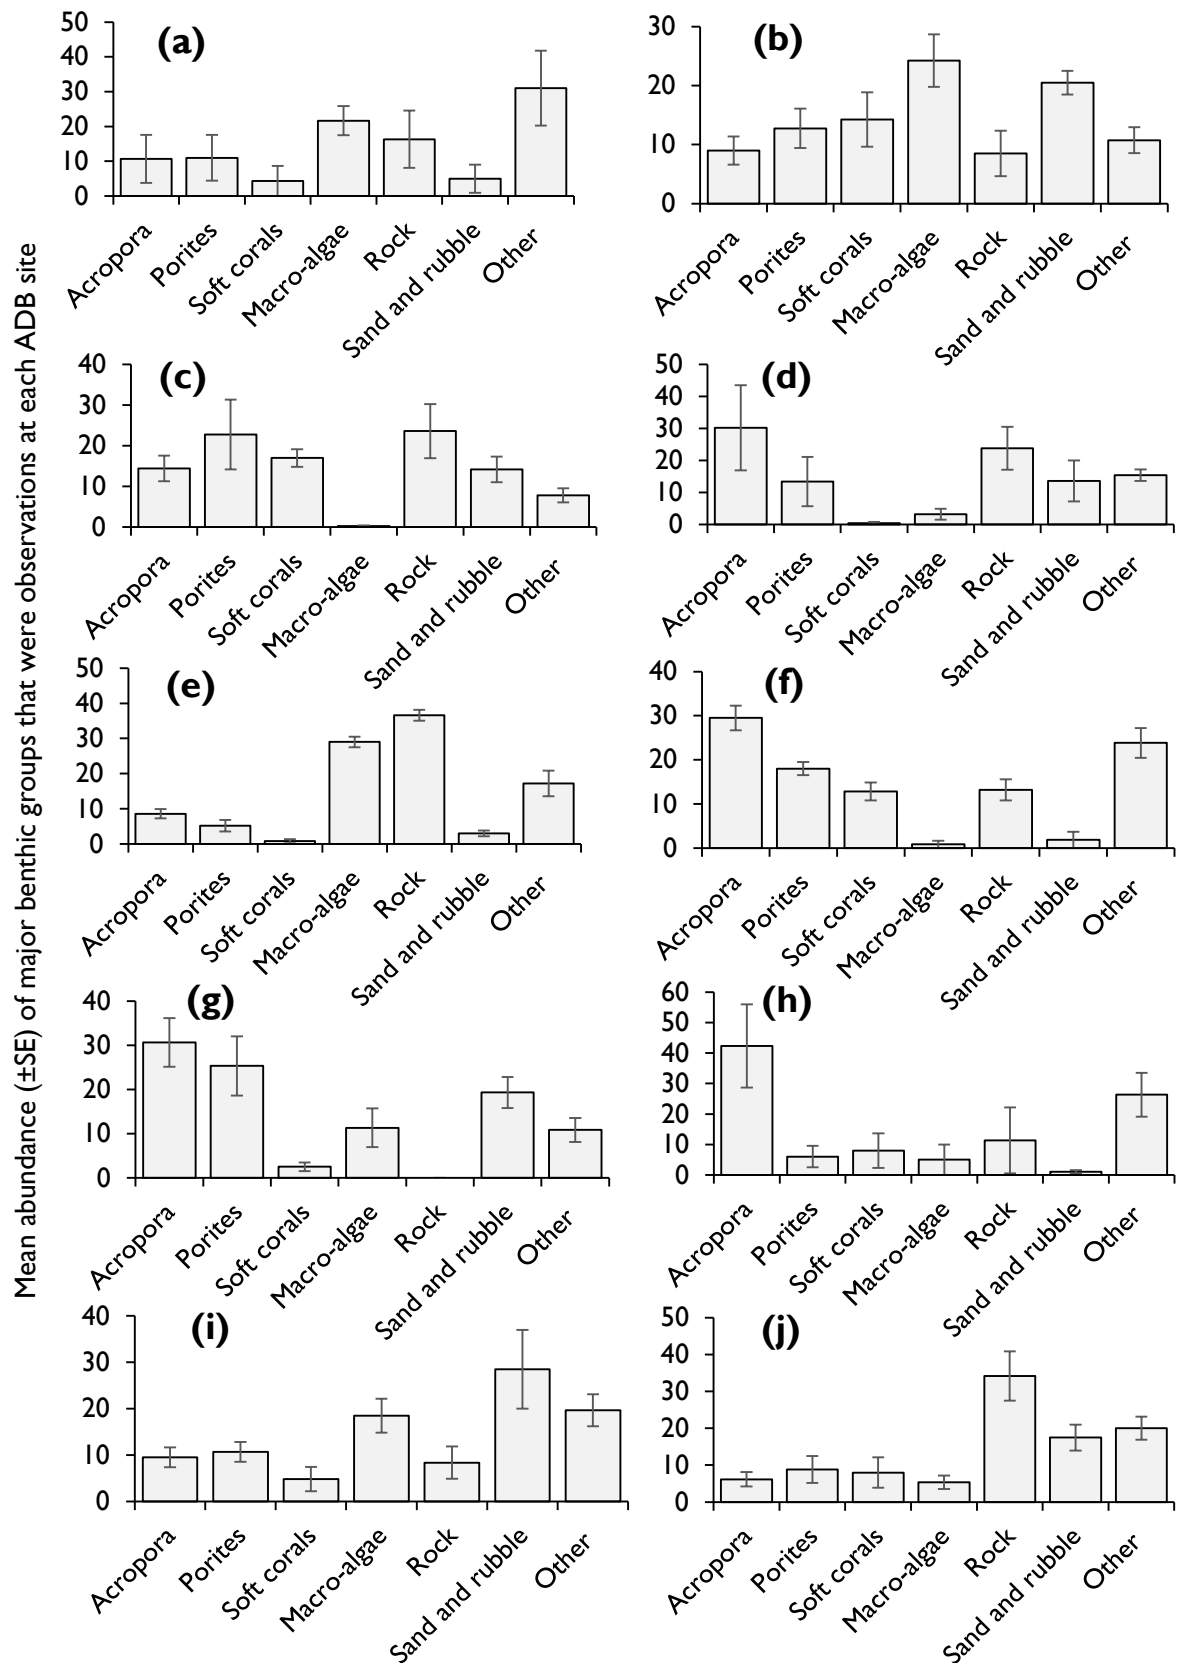 Mean abundance (±SE) of major benthic groups that were observations at each ADB site
(a)
50
40
30
20
10
0
Acropora
Porites
Soft corals
Macro-algae
Rock
Sand and rubble
Other
(b)
30
20
10
0
Acropora
Porites
Soft corals
Macro-algae
Rock
Sand and rubble
Other
(c)
40
30
20
10
0
Acropora
Porites
Soft corals
Macro-algae
Rock
Sand and rubble
Other
(d)
50
40
30
20
10
0
Acropora
Porites
Soft corals
Macro-algae
Rock
Sand and rubble
Other
(e)
50
40
30
20
10
0
Acropora
Porites
Soft corals
Macro-algae
Rock
Sand and rubble
Other
(f)
40
30
20
10
0
Acropora
Porites
Soft corals
Macro-algae
Rock
Sand and rubble
Other
(g)
40
30
20
10
0
Acropora
Porites
Soft corals
Macro-algae
Rock
Sand and rubble
Other
(h)
60
50
40
30
20
10
0
Acropora
Porites
Soft corals
Macro-algae
Rock
Sand and rubble
Other
(i)
40
30
20
10
0
Acropora
Porites
Soft corals
Macro-algae
Rock
Sand and rubble
Other
(j)
50
40
30
20
10
0
Acropora
Porites
Soft corals
Macro-algae
Rock
Sand and rubble
Other